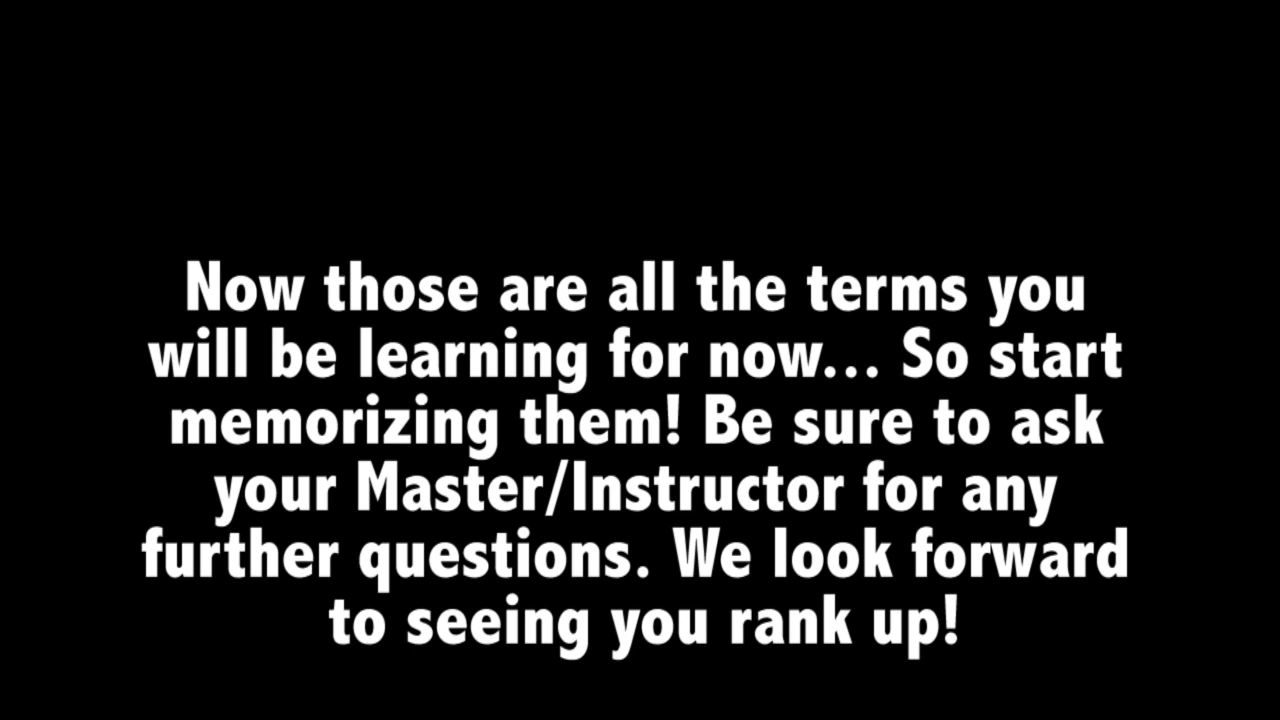 Now those are all the terms you
will be learning for now... So start
memorizing them! Be sure to ask
your Master/Instructor for any
further questions. We look forward
to seeing you rank up!